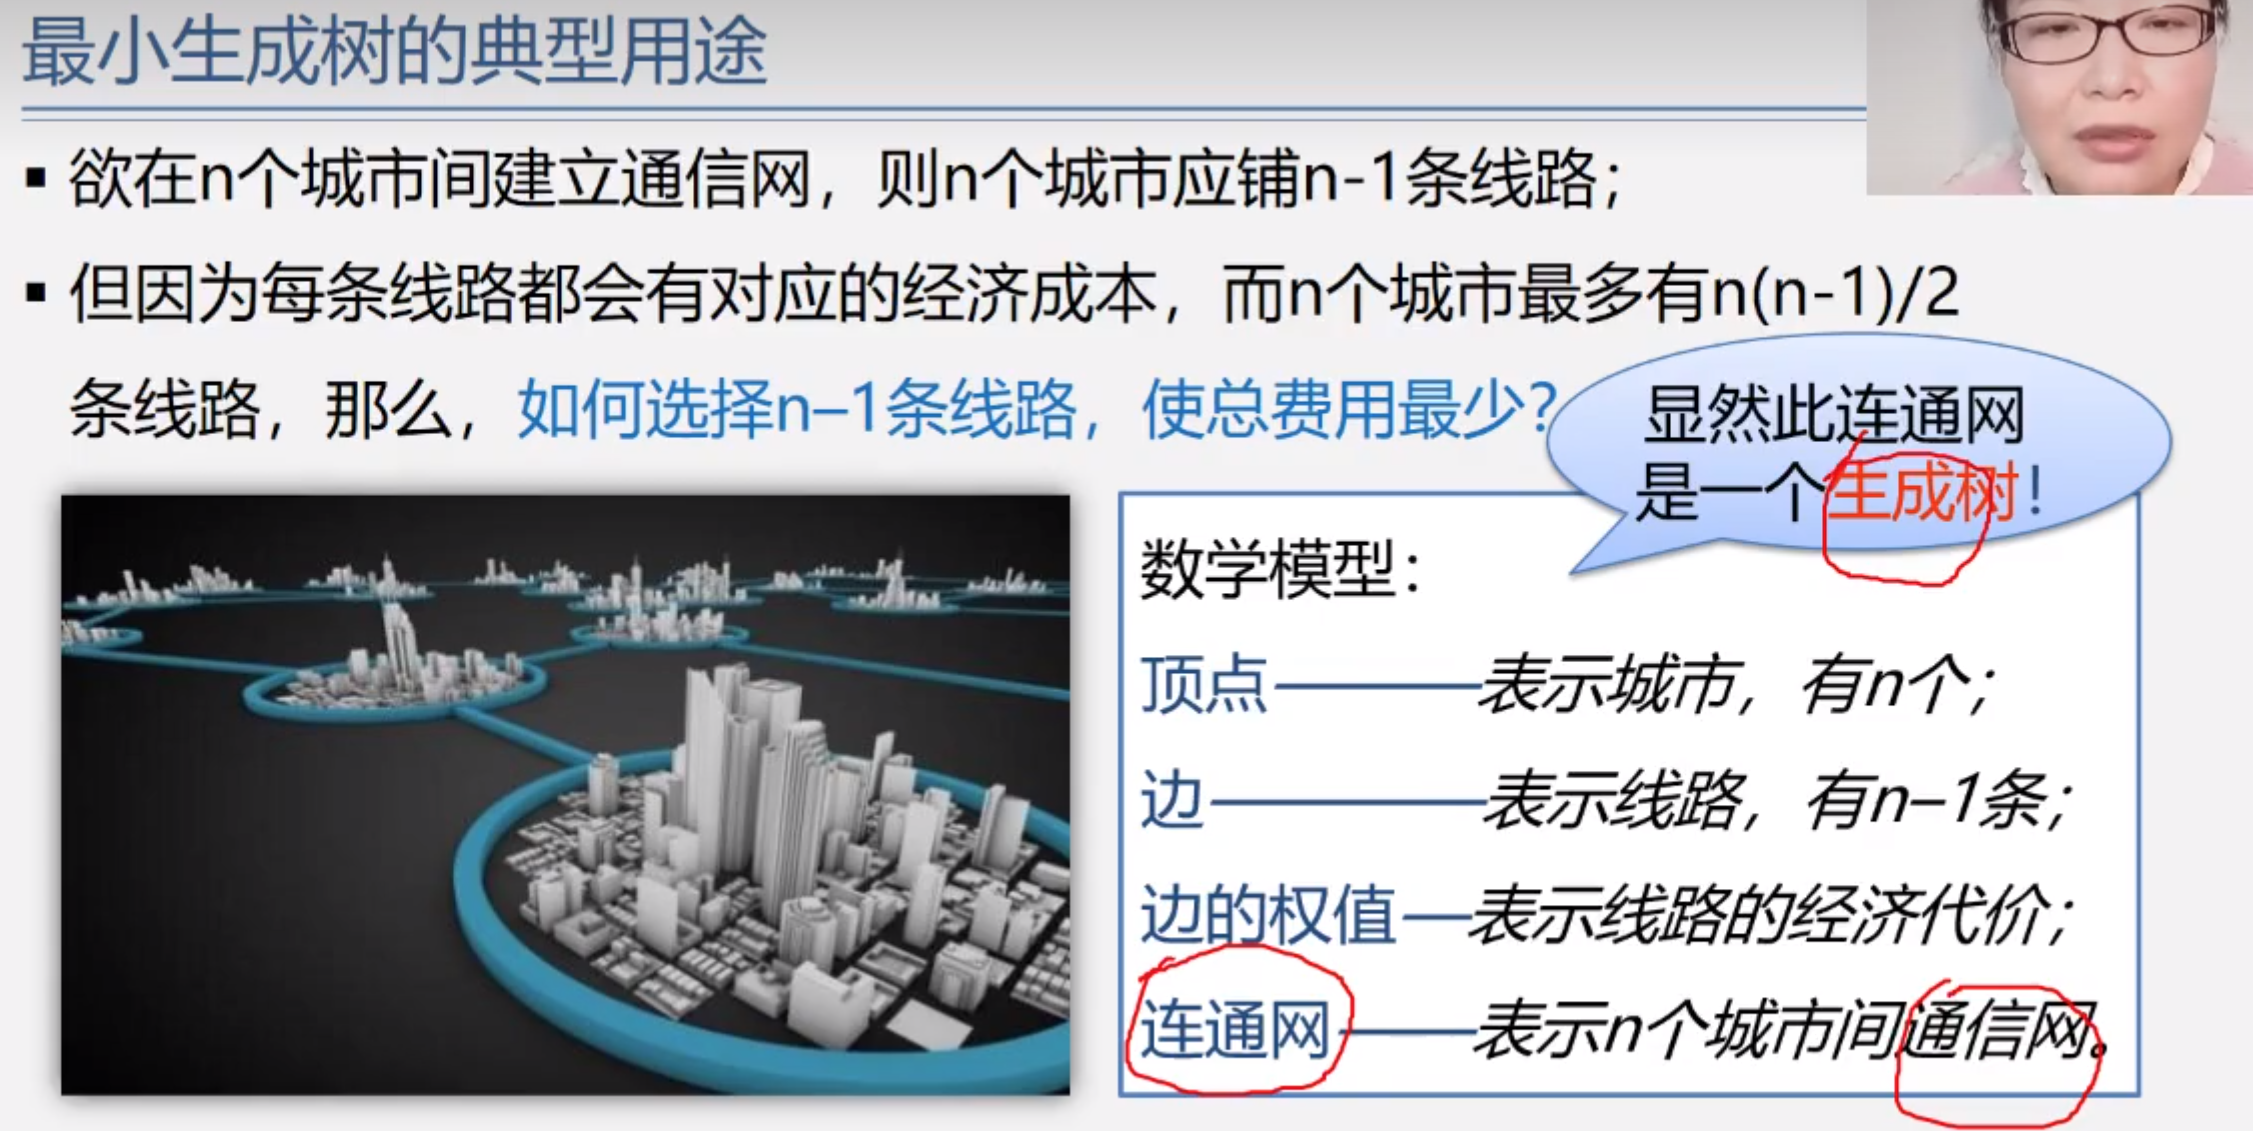 最小生成树的典型用途
▪ 欲在n个城市间建立通信网，则n个城市应铺n-1条线路；
▪ 但因为每条线路都会有对应的经济成本，而n个城市最多有n(n-1)/2
条线路，那么，如何选择n–1条线路，使总费用最少？
显然此连通网
是一个生成树！
数学模型：
顶点———表示城市，有n个；
边————表示线路，有n–1条；
边的权值—表示线路的经济代价；
连通网——表示n个城市间通信网。